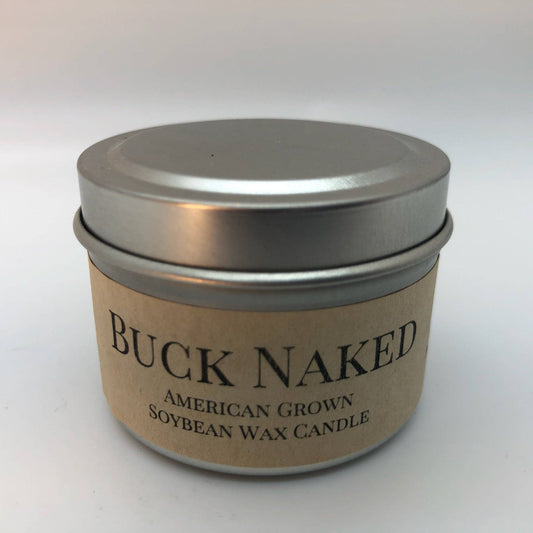 Buck Naked
American Grown
Soybean Wax Candle